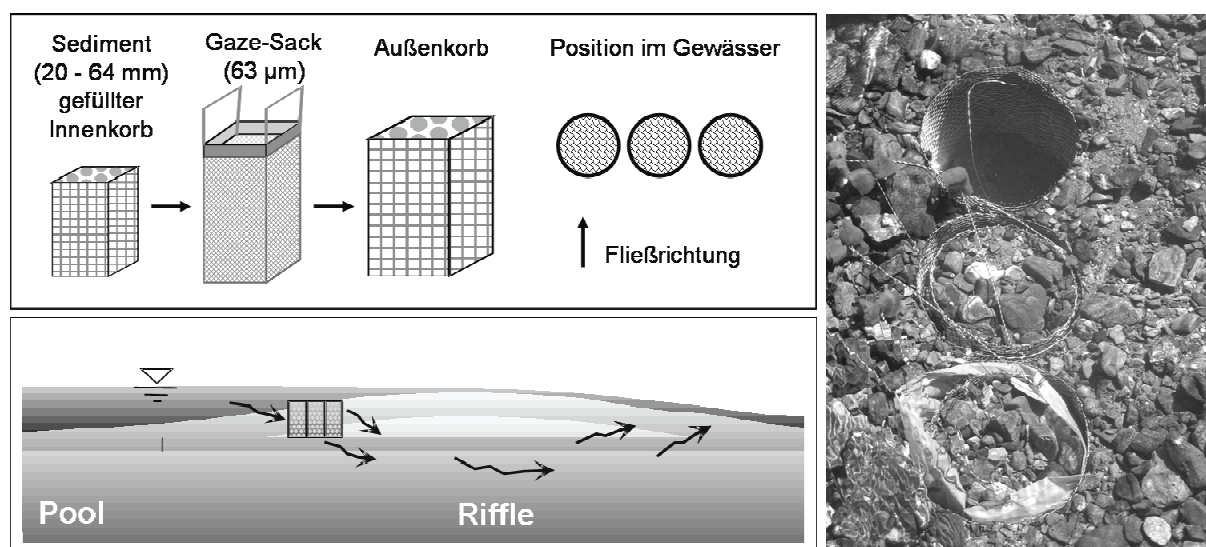 Sediment
(20 - 64 mm)
gefüllter
Innenkorb
Gaze-Sack
(63 µm)
Außenkorb
Position im Gewässer
Fließrichtung
Pool
Riffle